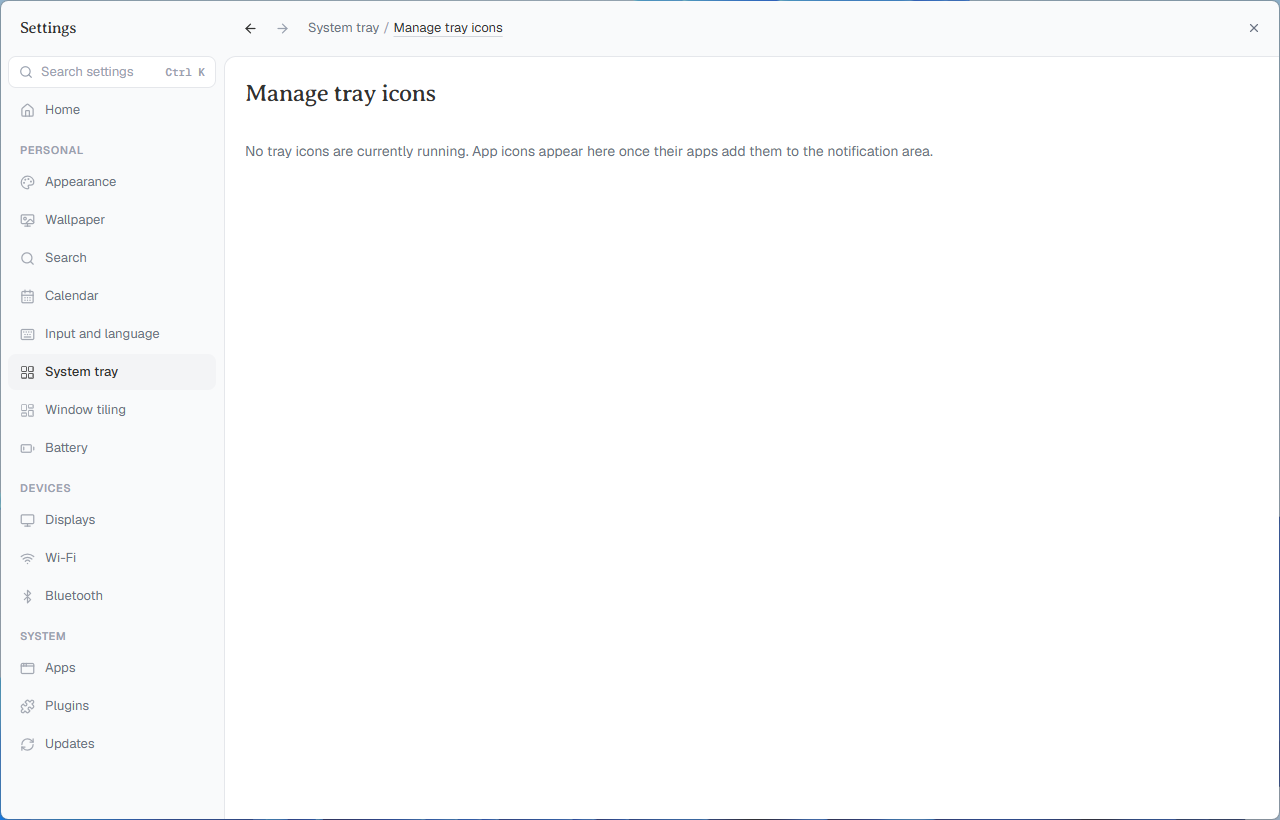 Settings
System tray / Manage tray icons
Search settings Ctrl K
Home
PERSONAL
Appearance
Wallpaper
Search
Calendar
Input and language
System tray
Window tiling
Battery
DEVICES
Displays
Wi-Fi
Bluetooth
SYSTEM
Apps
Plugins
Updates
Manage tray icons
No tray icons are currently running. App icons appear here once their apps add them to the notification area.